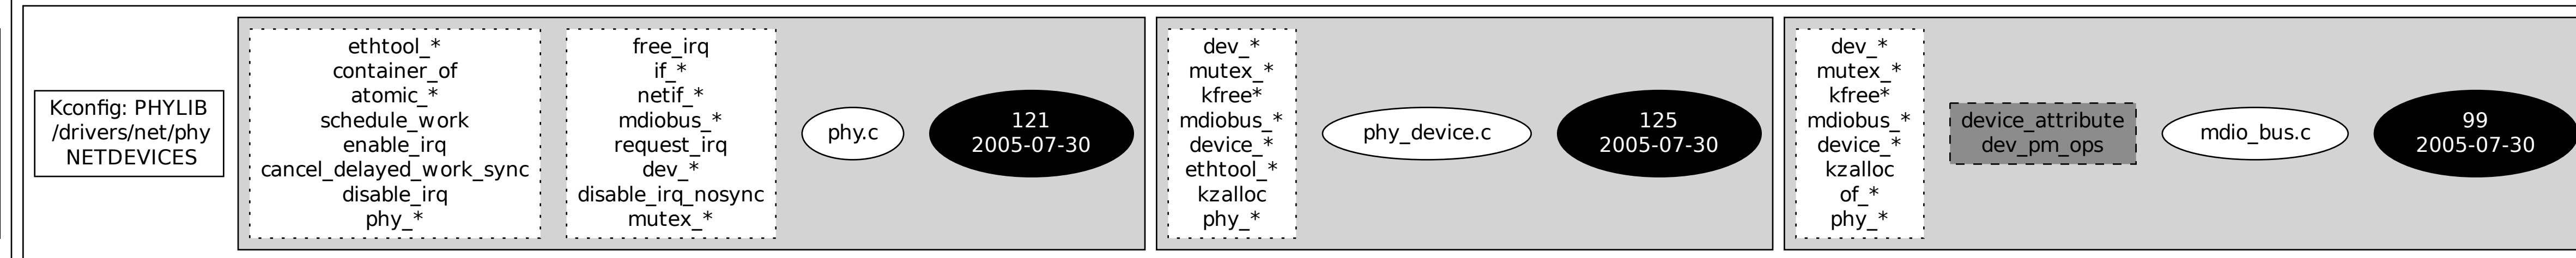 Kconfig: PHYLIB
/drivers/net/phy
NETDEVICES
ethtool_*
container_of
atomic_*
schedule_work
enable_irq
cancel_delayed_work_sync
disable_irq
phy_*
free_irq
if_*
netif_*
mdiobus_*
request_irq
dev_*
disable_irq_nosync
mutex_*
phy.c
121
2005-07-30
dev_*
mutex_*
kfree*
mdiobus_*
device_*
ethtool_*
kzalloc
phy_*
phy_device.c
125
2005-07-30
dev_*
mutex_*
kfree*
mdiobus_*
device_*
kzalloc
of_*
phy_*
device_attribute
dev_pm_ops
mdio_bus.c
99
2005-07-30